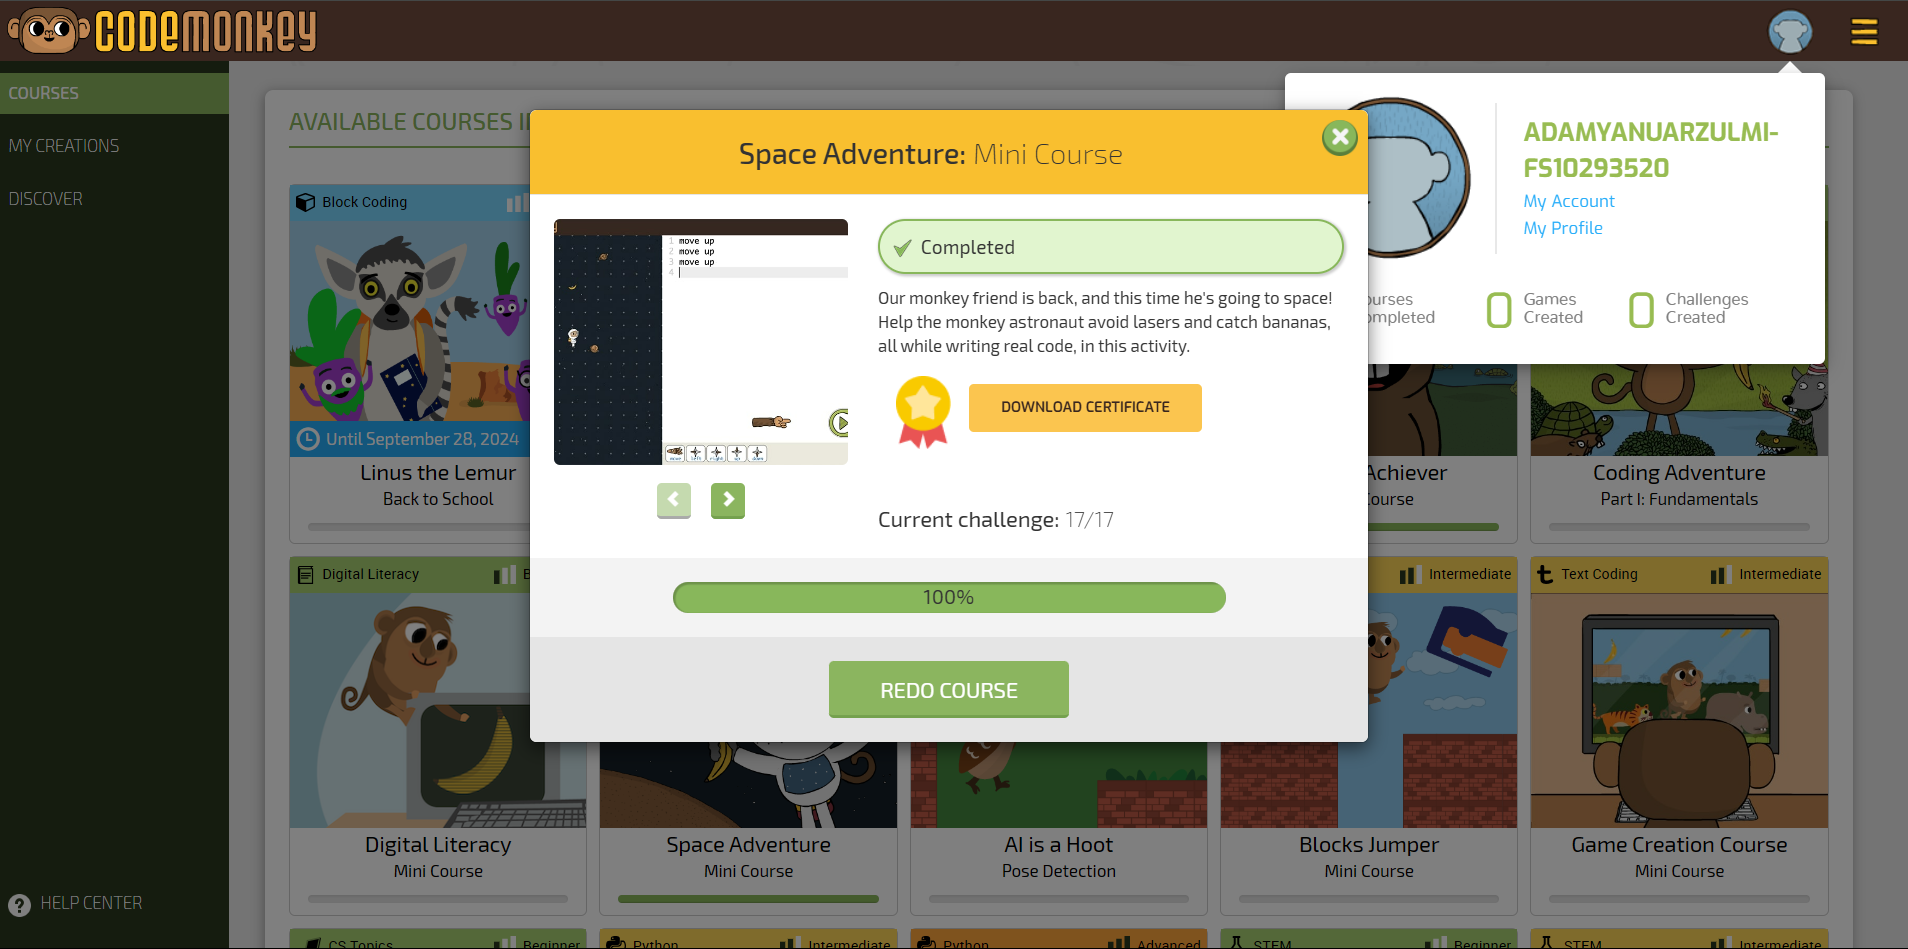 CODEMONKEY
COURSES
MY CREATIONS
DISCOVER
HELP CENTER
AVAILABLE COURSES
ADAMYANUARZULMI-
FS10293520
My Account
My Profile
Games
Created
Challenges
Created
Space Adventure: Mini Course
1 move up
2 move up
3 move up
4
Completed
Our monkey friend is back, and this time he's going to space!
Help the monkey astronaut avoid lasers and catch bananas,
all while writing real code, in this activity.
DOWNLOAD CERTIFICATE
Current challenge: 17/17
100%
REDO COURSE
Block Coding
Until September 28, 2024
Linus the Lemur
Back to School
Achiever
Course
Coding Adventure
Part I: Fundamentals
Digital Literacy
Intermediate
Text Coding
Intermediate
Digital Literacy
Mini Course
Space Adventure
Mini Course
AI is a Hoot
Pose Detection
Blocks Jumper
Mini Course
Game Creation Course
Mini Course
CS Topics
Beginner
Python
Intermediate
Python
Advanced
STEM
Beginner
STEM
Intermediate